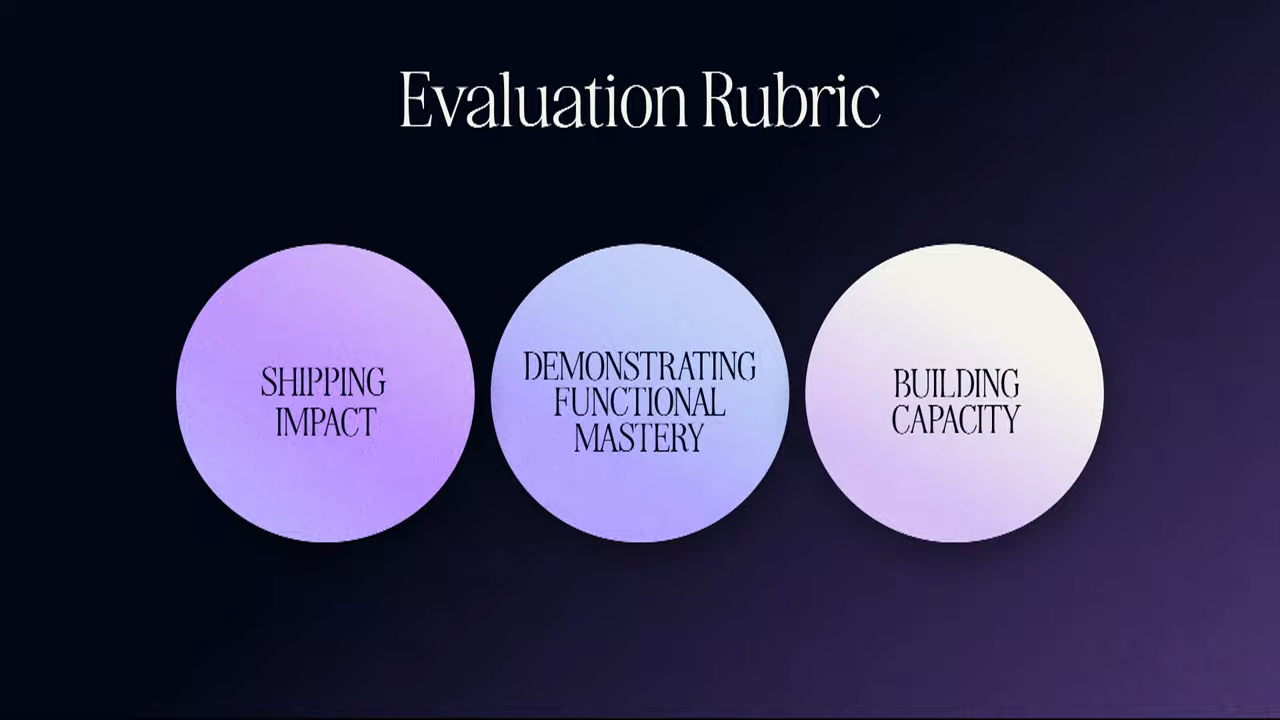 Evaluation Rubric
SHIPPING
IMPACT
DEMONSTRATING
FUNCTIONAL
MASTERY
BUILDING
CAPACITY